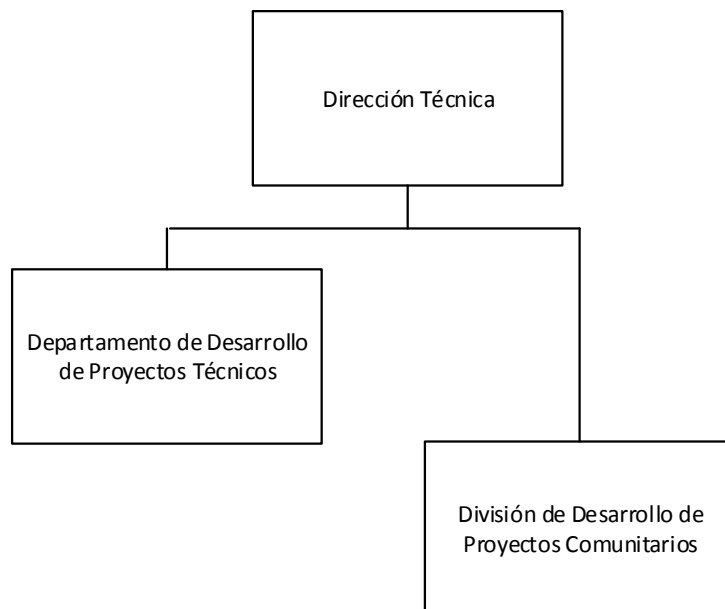 Dirección Técnica
Departamento de Desarrollo
de Proyectos Técnicos
División de Desarrollo de
Proyectos Comunitarios